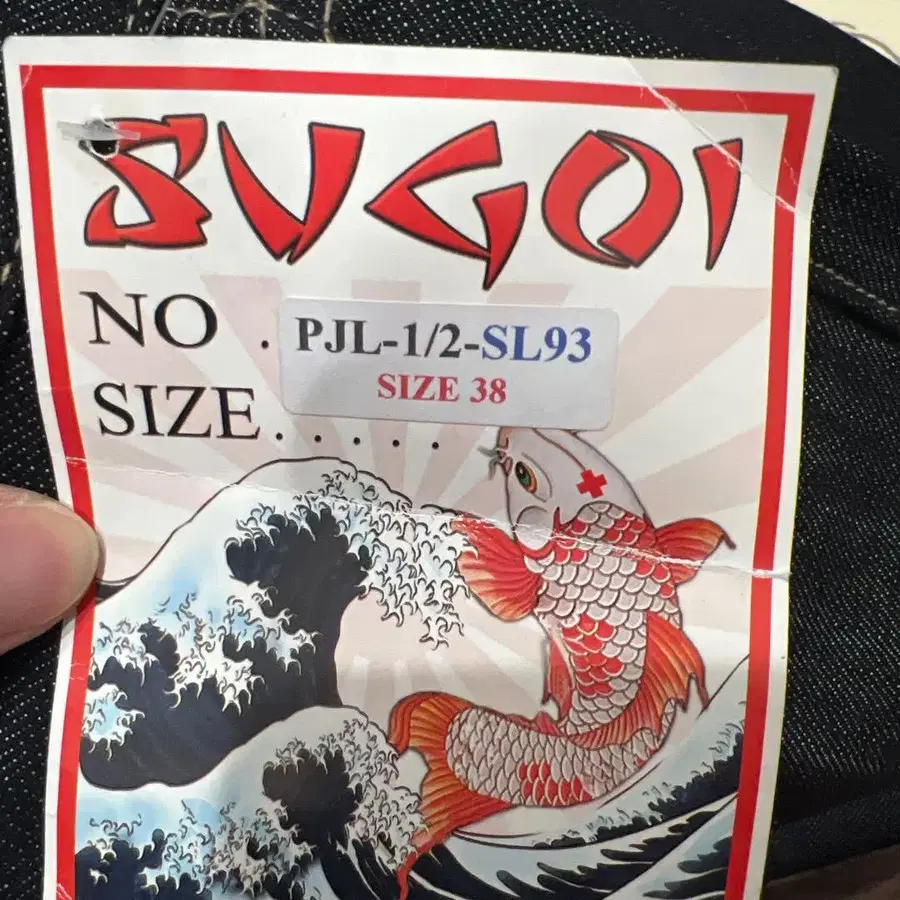 SUGOI
NO . PJL-1/2-SL93
SIZE . . . . . . SIZE 38